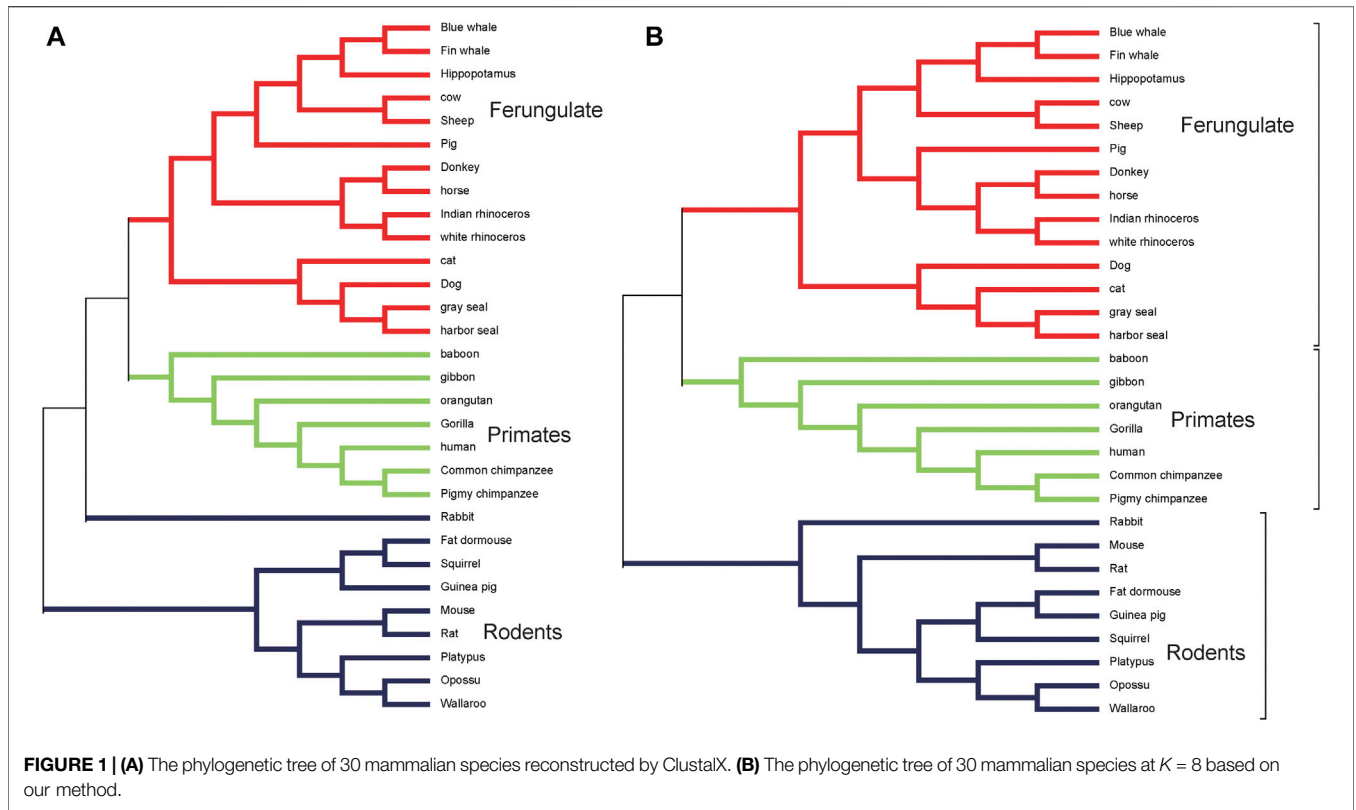 A
Blue whale
Fin whale
Hippopotamus
cow
Ferungulate
Sheep
Pig
Donkey
horse
Indian rhinoceros
white rhinoceros
cat
Dog
gray seal
harbor seal
baboon
gibbon
orangutan
Gorilla
Primates
human
Common chimpanzee
Pigmy chimpanzee
Rabbit
Fat dormouse
Squirrel
Guinea pig
Mouse
Rat
Rodents
Platypus
Opossu
Wallaroo
B
Blue whale
Fin whale
Hippopotamus
cow
Sheep
Ferungulate
Pig
Donkey
horse
Indian rhinoceros
white rhinoceros
Dog
cat
gray seal
harbor seal
baboon
gibbon
orangutan
Primates
Gorilla
human
Common chimpanzee
Pigmy chimpanzee
Rabbit
Mouse
Rat
Fat dormouse
Guinea pig
Squirrel
Rodents
Platypus
Opossu
Wallaroo
FIGURE 1 | (A) The phylogenetic tree of 30 mammalian species reconstructed by ClustalX. (B) The phylogenetic tree of 30 mammalian species at K = 8 based on
our method.